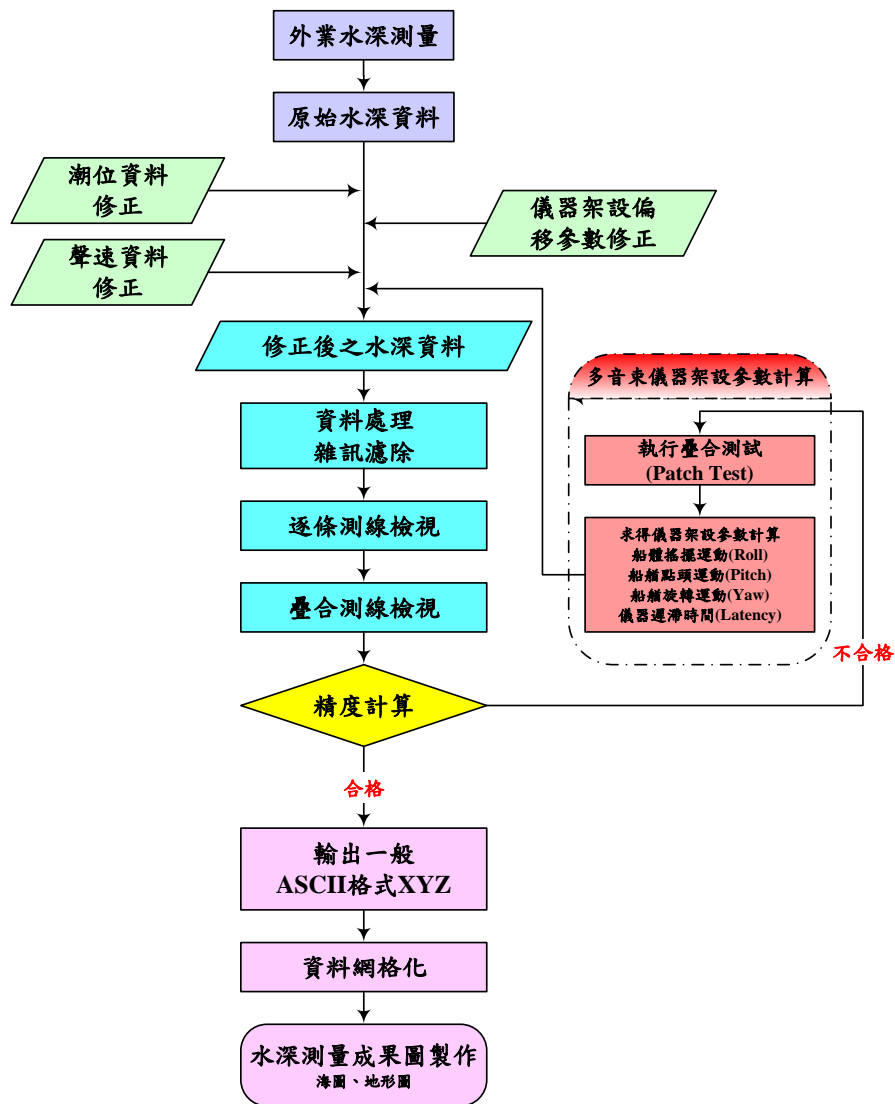 外業水深測量
原始水深資料
潮位資料
修正
儀器架設偏
移參數修正
聲速資料
修正
修正後之水深資料
多音束儀器架設參數計算
資料處理
雜訊濾除
執行疊合測試
(Patch Test)
逐條測線檢視
求得儀器架設參數計算
船體搖擺運動(Roll)
船艏點頭運動(Pitch)
船艏旋轉運動(Yaw)
儀器遲滯時間(Latency)
疊合測線檢視
不合格
精度計算
合格
輸出一般
ASCII格式XYZ
資料網格化
水深測量成果圖製作
海圖、地形圖